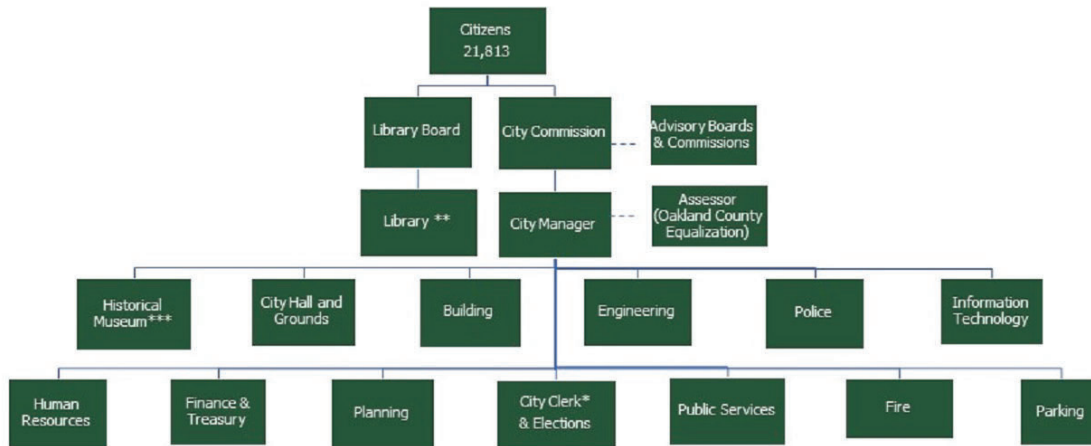 Citizens
21,813
Library Board
City Commission
Advisory Boards
& Commissions
Library **
City Manager
Assessor
(Oakland County
Equalization)
Historical
Museum***
City Hall and
Grounds
Building
Engineering
Police
Information
Technology
Human
Resources
Finance &
Treasury
Planning
City Clerk*
& Elections
Public Services
Fire
Parking